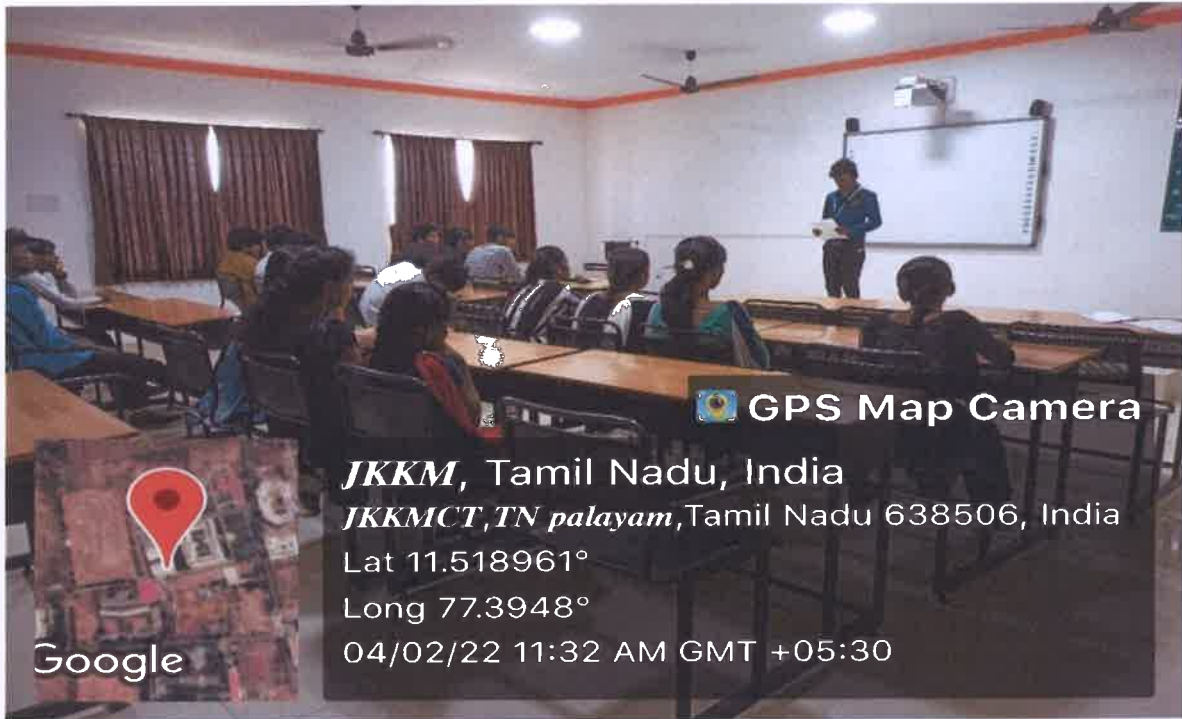 GPS Map Camera
JKKM, Tamil Nadu, India
JKKMCT,TN palayam,Tamil Nadu 638506, India
Lat 11.518961°
Long 77.3948°
04/02/22 11:32 AM GMT +05:30
Google